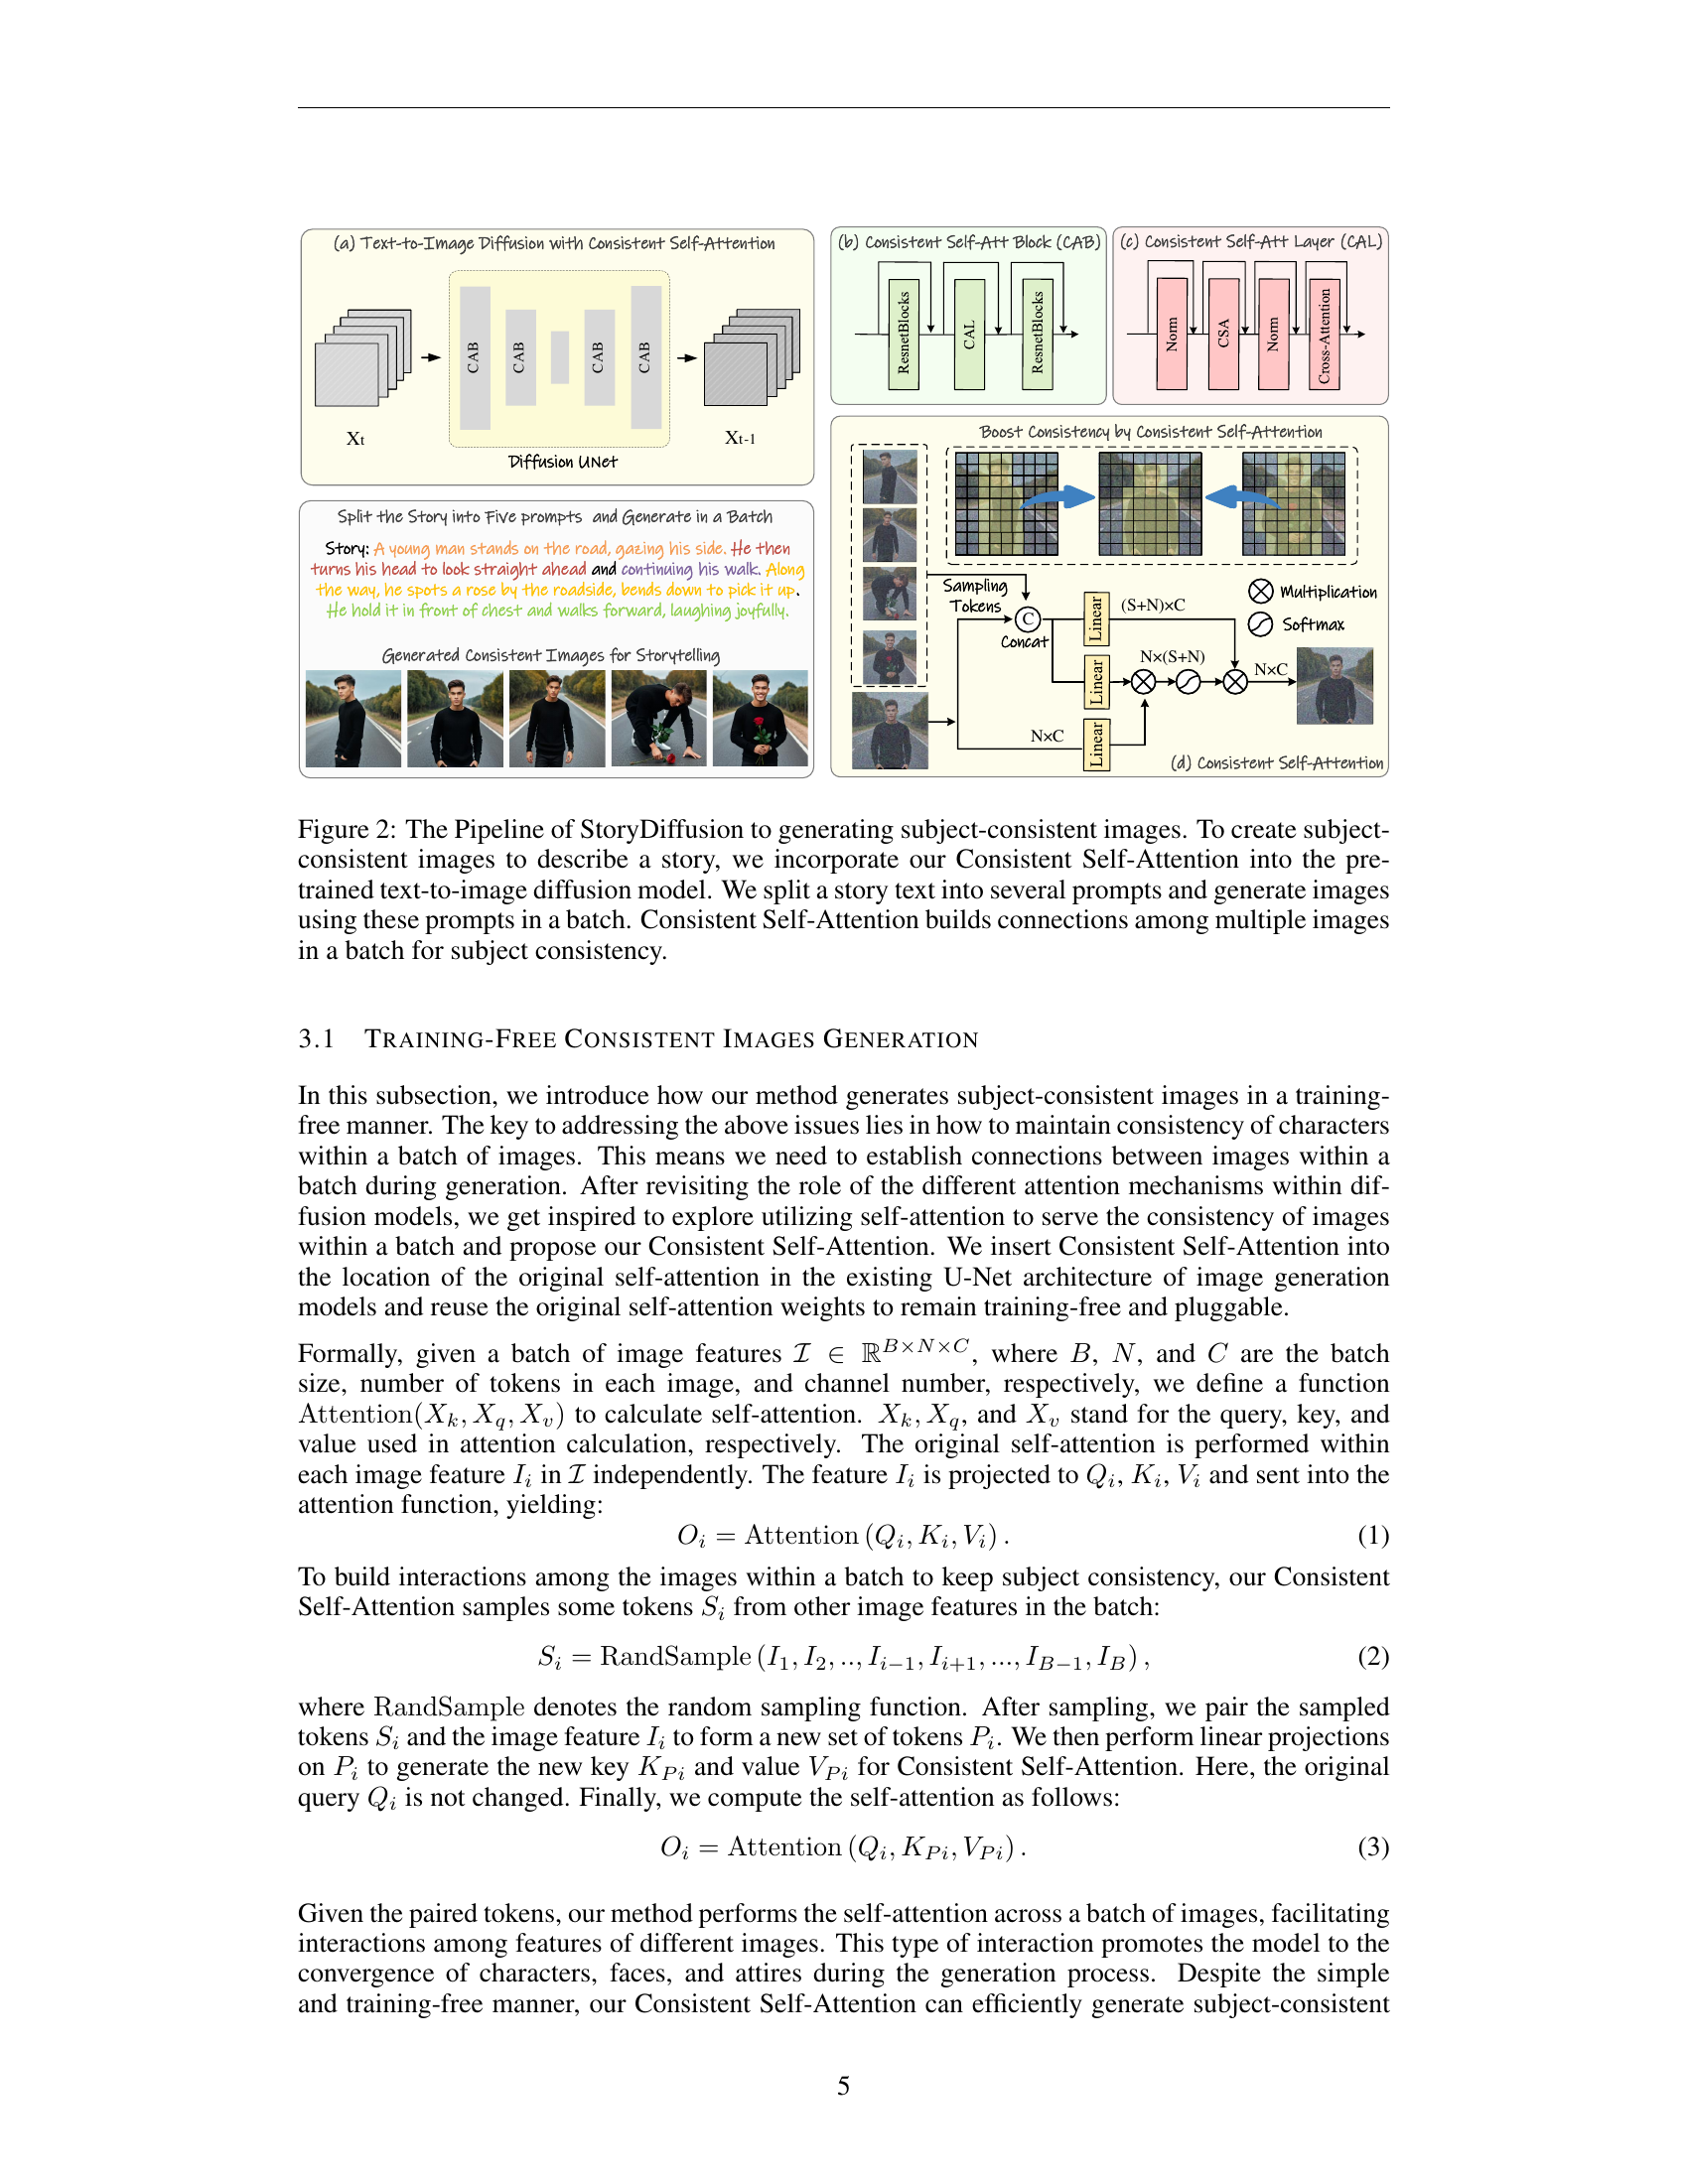 (a) Text-to-Image Diffusion with Consistent Self-Attention
CAB
CAB
CAB
CAB
Xt
Xt-1
Diffusion UNet
Split the Story into Five prompts and Generate in a Batch
Story: A young man stands on the road, gazing his side. He then
turns his head to look straight ahead and continuing his walk. Along
the way, he spots a rose by the roadside, bends down to pick it up.
He hold it in front of chest and walks forward, laughing joyfully.
Generated Consistent Images for Storytelling
(b) Consistent Self-Att Block (CAB)
ResnetBlocks
CAL
ResnetBlocks
(c) Consistent Self-Att Layer (CAL)
Norm
CSA
Norm
Cross-Attention
Boost Consistency by Consistent Self-Attention
Sampling
Tokens
C
Concat
Linear
(S+N)×C
Multiplication
Softmax
Linear
N×(S+N)
N×C
N×C
Linear
(d) Consistent Self-Attention
Figure 2: The Pipeline of StoryDiffusion to generating subject-consistent images. To create subject-
consistent images to describe a story, we incorporate our Consistent Self-Attention into the pre-
trained text-to-image diffusion model. We split a story text into several prompts and generate images
using these prompts in a batch. Consistent Self-Attention builds connections among multiple images
in a batch for subject consistency.
3.1 TRAINING-FREE CONSISTENT IMAGES GENERATION
In this subsection, we introduce how our method generates subject-consistent images in a training-
free manner. The key to addressing the above issues lies in how to maintain consistency of characters
within a batch of images. This means we need to establish connections between images within a
batch during generation. After revisiting the role of the different attention mechanisms within dif-
fusion models, we get inspired to explore utilizing self-attention to serve the consistency of images
within a batch and propose our Consistent Self-Attention. We insert Consistent Self-Attention into
the location of the original self-attention in the existing U-Net architecture of image generation
models and reuse the original self-attention weights to remain training-free and pluggable.
Formally, given a batch of image features $\mathcal{I} \in \mathbb{R}^{B \times N \times C}$, where $B$, $N$, and $C$ are the batch
size, number of tokens in each image, and channel number, respectively, we define a function
Attention$(X_k, X_q, X_v)$ to calculate self-attention. $X_k, X_q$, and $X_v$ stand for the query, key, and
value used in attention calculation, respectively. The original self-attention is performed within
each image feature $I_i$ in $\mathcal{I}$ independently. The feature $I_i$ is projected to $Q_i, K_i, V_i$ and sent into the
attention function, yielding:
$O_i = \text{Attention}(Q_i, K_i, V_i).$ (1)
To build interactions among the images within a batch to keep subject consistency, our Consistent
Self-Attention samples some tokens $S_i$ from other image features in the batch:
$S_i = \text{RandSample}(I_1, I_2, .., I_{i-1}, I_{i+1}, ..., I_{B-1}, I_B),$ (2)
where RandSample denotes the random sampling function. After sampling, we pair the sampled
tokens $S_i$ and the image feature $I_i$ to form a new set of tokens $P_i$. We then perform linear projections
on $P_i$ to generate the new key $K_{Pi}$ and value $V_{Pi}$ for Consistent Self-Attention. Here, the original
query $Q_i$ is not changed. Finally, we compute the self-attention as follows:
$O_i = \text{Attention}(Q_i, K_{Pi}, V_{Pi}).$ (3)
Given the paired tokens, our method performs the self-attention across a batch of images, facilitating
interactions among features of different images. This type of interaction promotes the model to the
convergence of characters, faces, and attires during the generation process. Despite the simple
and training-free manner, our Consistent Self-Attention can efficiently generate subject-consistent
5